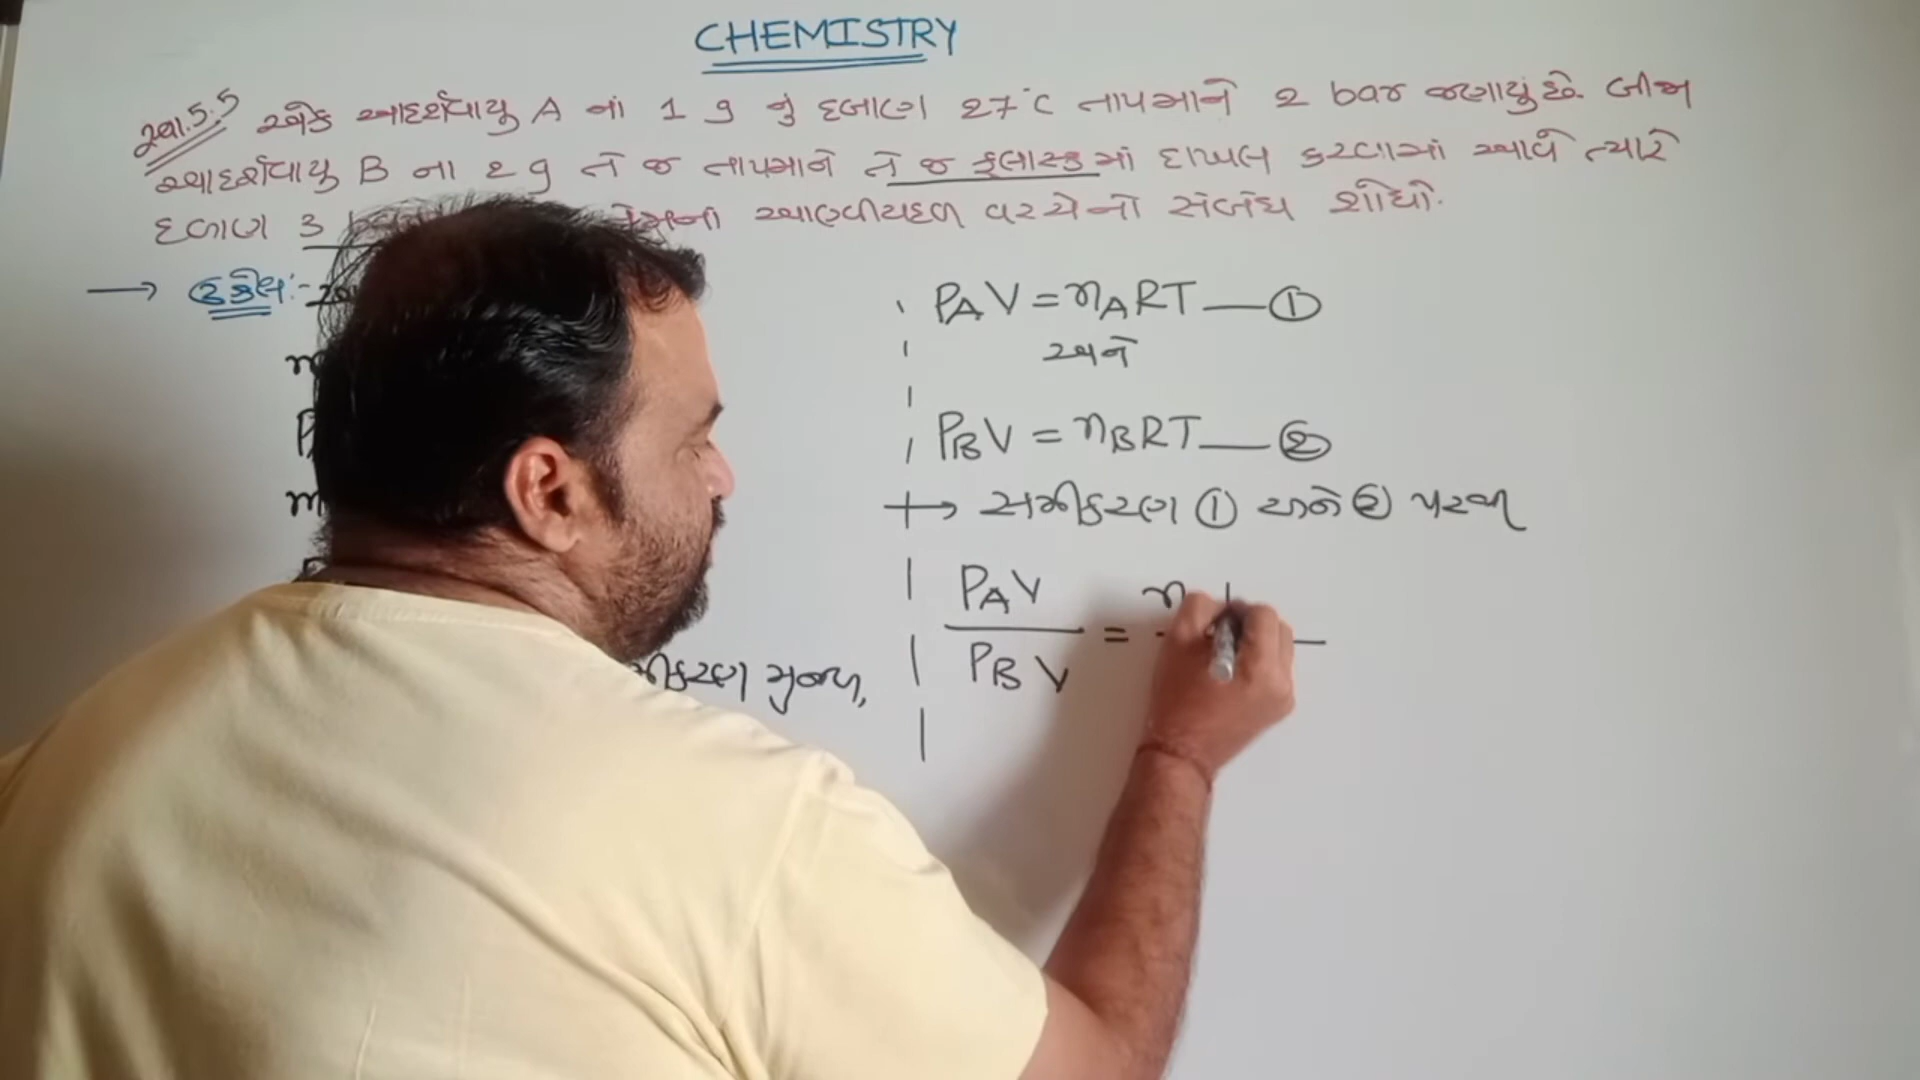 CHEMISTRY
સ્વા.5.5 એક આદર્શવાયુ A નાં 1 g નું દબાણ 27°C તાપમાને 2 bar જણાયું છે. બીજા
આદર્શવાયુ B ના 2 g તે જ તાપમાને તે જ ફ્લાસ્કમાં દાખલ કરવામાં આવે ત્યારે
દબાણ 3 આણ્વીયદળ વચ્ચેનો સંબંધ શોધો.
→ ઉકેલ:-
PAV = nART — ①
અને
PBV = nBRT — ②
→ સમીકરણ ① અને ② પરથી
PAV
PBV
= n
મુજબ,